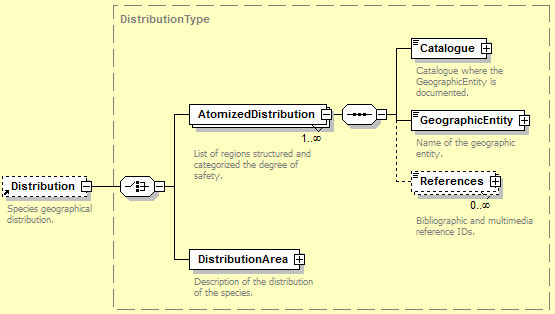 DistributionType
Catalogue
Catalogue where the
GeographicEntity is
documented.
AtomizedDistribution
1..∞
List of regions structured and
categorized the degree of
safety.
GeographicEntity
Name of the geographic
entity.
Distribution
Species geographical
distribution.
References
0..∞
Bibliographic and multimedia
reference IDs.
DistributionArea
Description of the distribution
of the species.